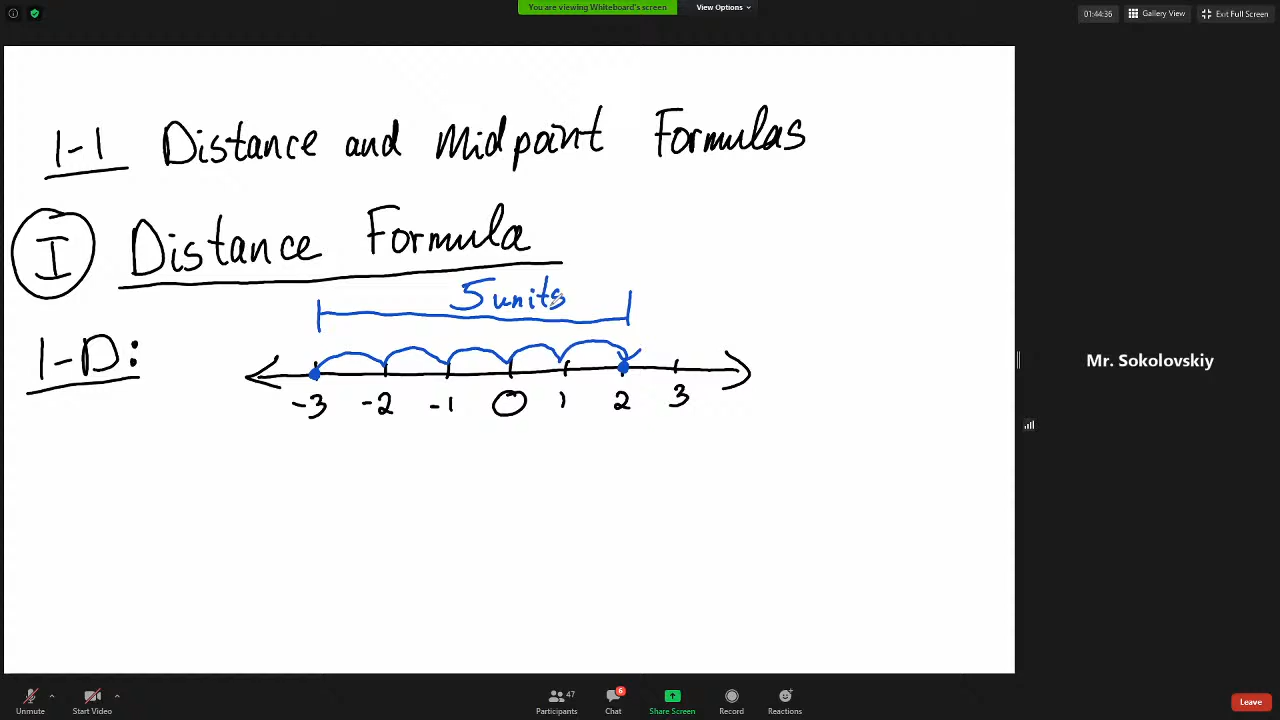 You are viewing Whiteboard's screen
View Options
01:44:36
Gallery View
Exit Full Screen
1-1 Distance and Midpoint Formulas
I Distance Formula
5 units
1-D:
-3 -2 -1 0 1 2 3
Mr. Sokolovskiy
Unmute
Start Video
47
Participants
6
Chat
Share Screen
Record
Reactions
Leave